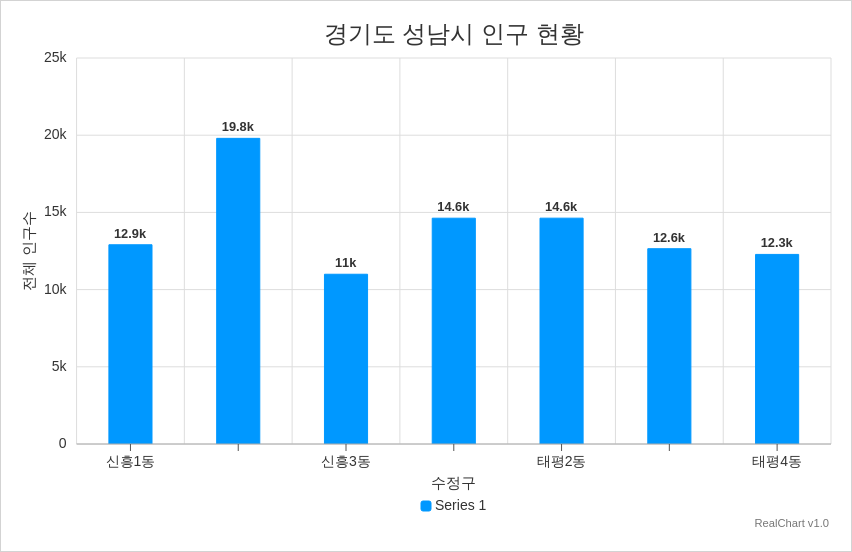 경기도 성남시 인구 현황
전체 인구수
25k
20k
15k
10k
5k
0
12.9k
19.8k
11k
14.6k
14.6k
12.6k
12.3k
신흥1동
신흥3동
태평2동
태평4동
수정구
Series 1
RealChart v1.0